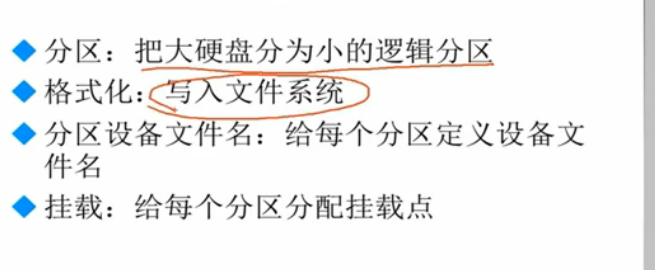 分区：把大硬盘分为小的逻辑分区
格式化：写入文件系统
分区设备文件名：给每个分区定义设备文
件名
挂载：给每个分区分配挂载点